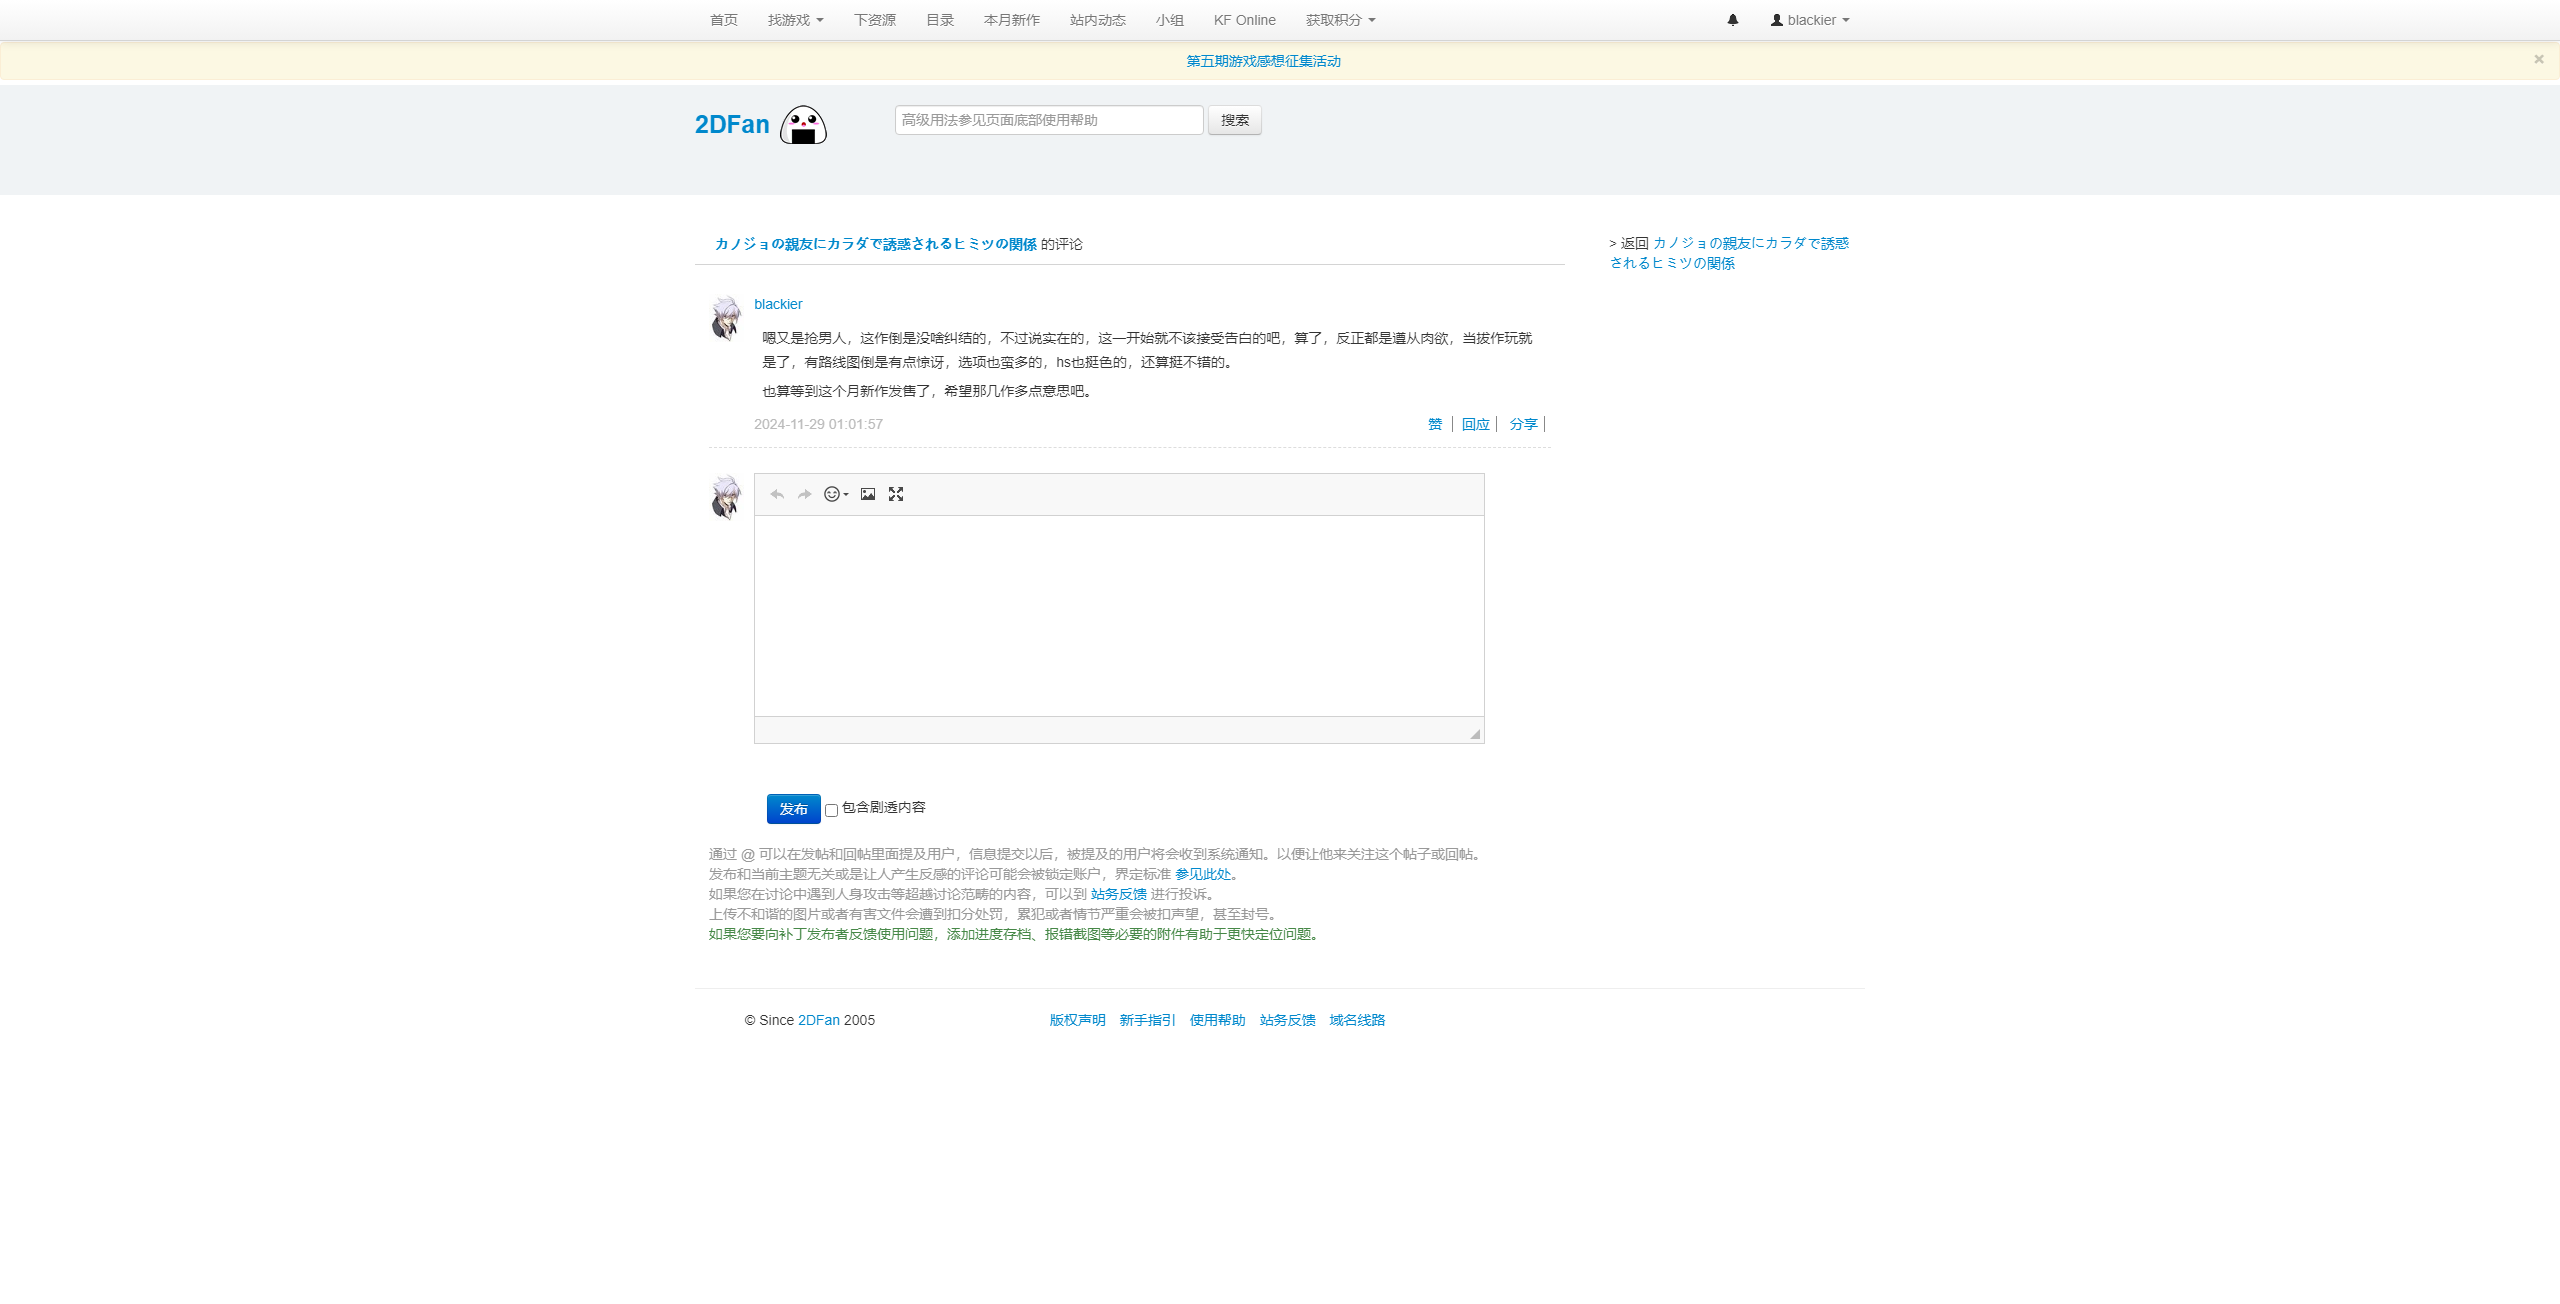 首页 找游戏 下资源 目录 本月新作 站内动态 小组 KF Online 获取积分 blackier
第五期游戏感想征集活动 ×
2DFan 高级用法参见页面底部使用帮助 搜索
カノジョの親友にカラダで誘惑されるヒミツの関係 的评论
> 返回 カノジョの親友にカラダで誘惑
されるヒミツの関係
blackier
嗯又是抢男人，这作倒是没啥纠结的，不过说实在的，这一开始就不该接受告白的吧，算了，反正都是遵从肉欲，当拔作玩就
是了，有路线图倒是有点惊讶，选项也蛮多的，hs也挺色的，还算挺不错的。
也算等到这个月新作发售了，希望那几作多点意思吧。
2024-11-29 01:01:57 赞 | 回应 | 分享 |
发布 包含剧透内容
通过 @ 可以在发帖和回帖里面提及用户，信息提交以后，被提及的用户将会收到系统通知。以便让他来关注这个帖子或回帖。
发布和当前主题无关或是让人产生反感的评论可能会被锁定账户，界定标准 参见此处。
如果您在讨论中遇到人身攻击等超越讨论范畴的内容，可以到 站务反馈 进行投诉。
上传不和谐的图片或者有害文件会遭到扣分处罚，累犯或者情节严重会被扣声望，甚至封号。
如果您要向补丁发布者反馈使用问题，添加进度存档、报错截图等必要的附件有助于更快定位问题。
© Since 2DFan 2005 版权声明 新手指引 使用帮助 站务反馈 域名线路